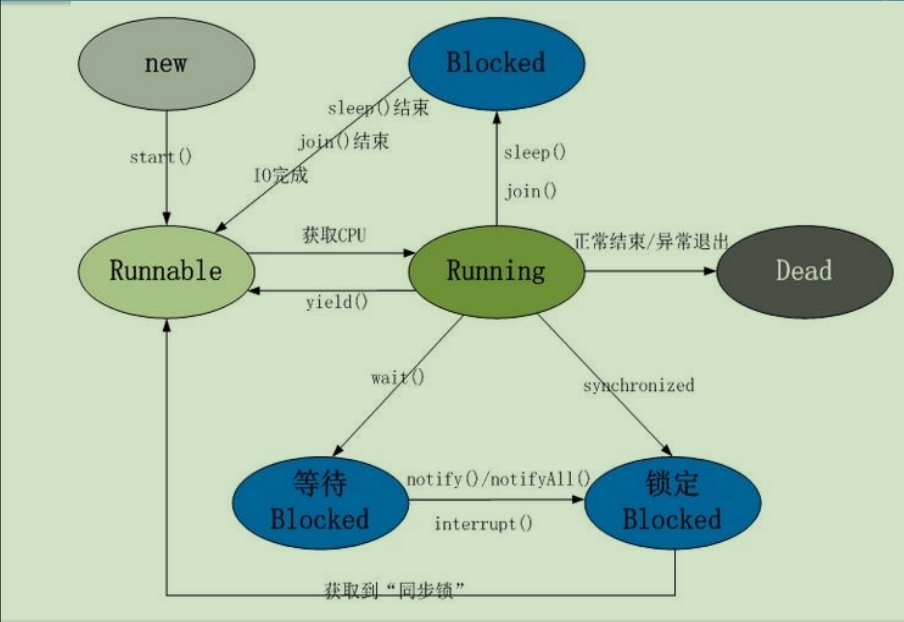 new
Blocked
sleep()结束
start()
join()结束
sleep()
IO完成
join()
获取CPU
正常结束/异常退出
Runnable
Running
Dead
yield()
wait()
synchronized
等待
Blocked
notify()/notifyAll()
interrupt()
锁定
Blocked
获取到“同步锁”